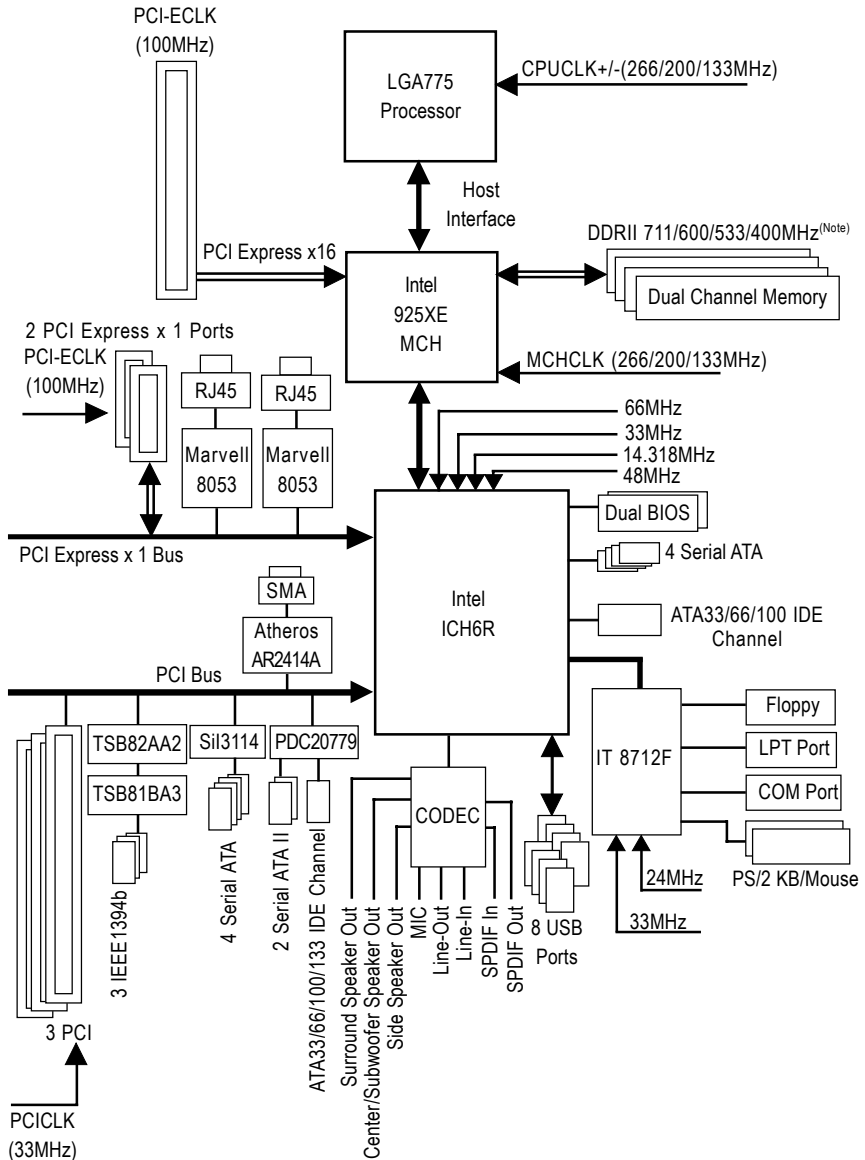 PCI-ECLK
(100MHz)
LGA775
Processor
CPUCLK+/-(266/200/133MHz)
Host
Interface
DDRII 711/600/533/400MHz(Note)
PCI Express x16
Intel
925XE
MCH
Dual Channel Memory
2 PCI Express x 1 Ports
PCI-ECLK
(100MHz)
RJ45
RJ45
MCHCLK (266/200/133MHz)
66MHz
33MHz
14.318MHz
48MHz
Marvell
8053
Marvell
8053
Dual BIOS
PCI Express x 1 Bus
4 Serial ATA
SMA
Intel
ICH6R
Atheros
AR2414A
ATA33/66/100 IDE
Channel
PCI Bus
TSB82AA2
SiI3114
PDC20779
IT 8712F
Floppy
LPT Port
TSB81BA3
CODEC
COM Port
PS/2 KB/Mouse
24MHz
33MHz
3 IEEE1394b
4 Serial ATA
2 Serial ATA II
ATA33/66/100/133 IDE Channel
Surround Speaker Out
Center/Subwoofer Speaker Out
Side Speaker Out
MIC
Line-Out
Line-In
SPDIF In
SPDIF Out
8 USB
Ports
3 PCI
PCICLK
(33MHz)